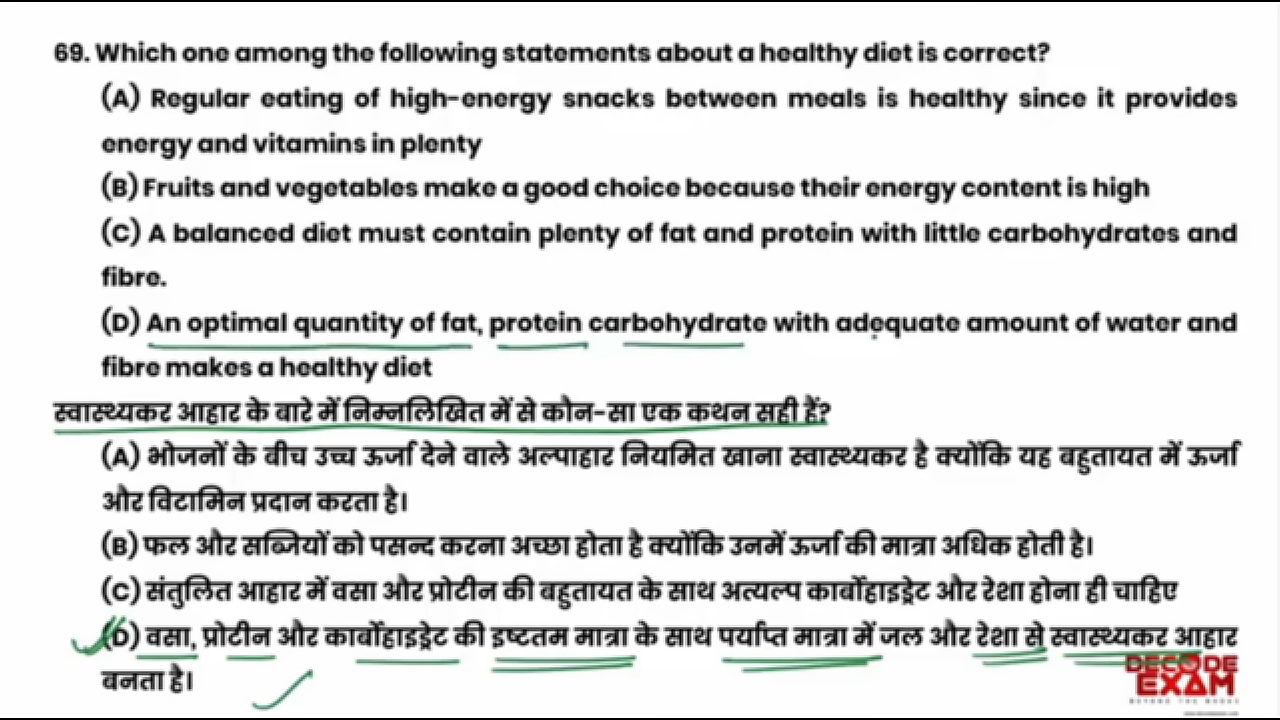 69. Which one among the following statements about a healthy diet is correct?
(A) Regular eating of high-energy snacks between meals is healthy since it provides
energy and vitamins in plenty
(B) Fruits and vegetables make a good choice because their energy content is high
(C) A balanced diet must contain plenty of fat and protein with little carbohydrates and
fibre.
(D) An optimal quantity of fat, protein carbohydrate with adequate amount of water and
fibre makes a healthy diet
स्वास्थ्यकर आहार के बारे में निम्नलिखित में से कौन-सा एक कथन सही हैं?
(A) भोजनों के बीच उच्च ऊर्जा देने वाले अल्पाहार नियमित खाना स्वास्थ्यकर है क्योंकि यह बहुतायत में ऊर्जा
और विटामिन प्रदान करता है।
(B) फल और सब्जियों को पसन्द करना अच्छा होता है क्योंकि उनमें ऊर्जा की मात्रा अधिक होती है।
(C) संतुलित आहार में वसा और प्रोटीन की बहुतायत के साथ अत्यल्प कार्बोहाइड्रेट और रेशा होना ही चाहिए
(D) वसा, प्रोटीन और कार्बोहाइड्रेट की इष्टतम मात्रा के साथ पर्याप्त मात्रा में जल और रेशा से स्वास्थ्यकर आहार
बनता है।
DECODE
EXAM